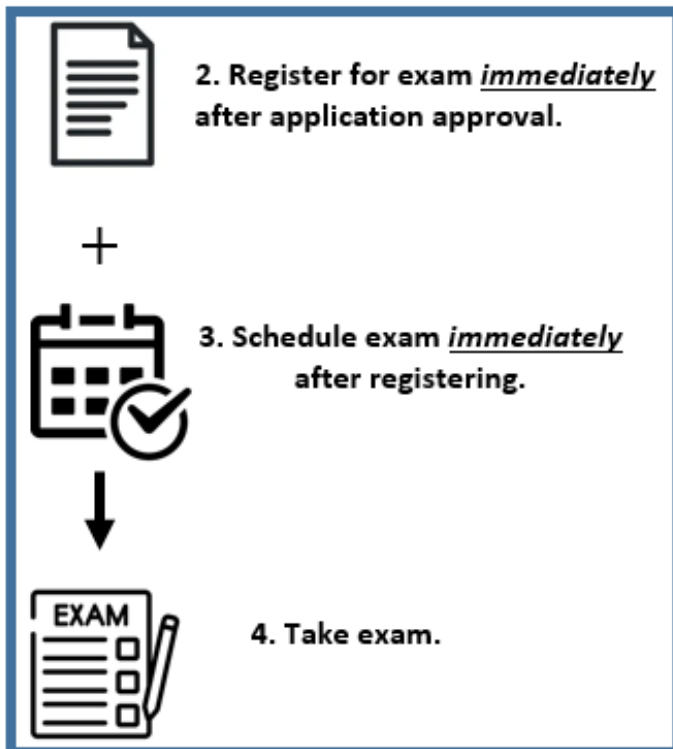 2. Register for exam immediately
after application approval.
+
3. Schedule exam immediately
after registering.
EXAM
4. Take exam.